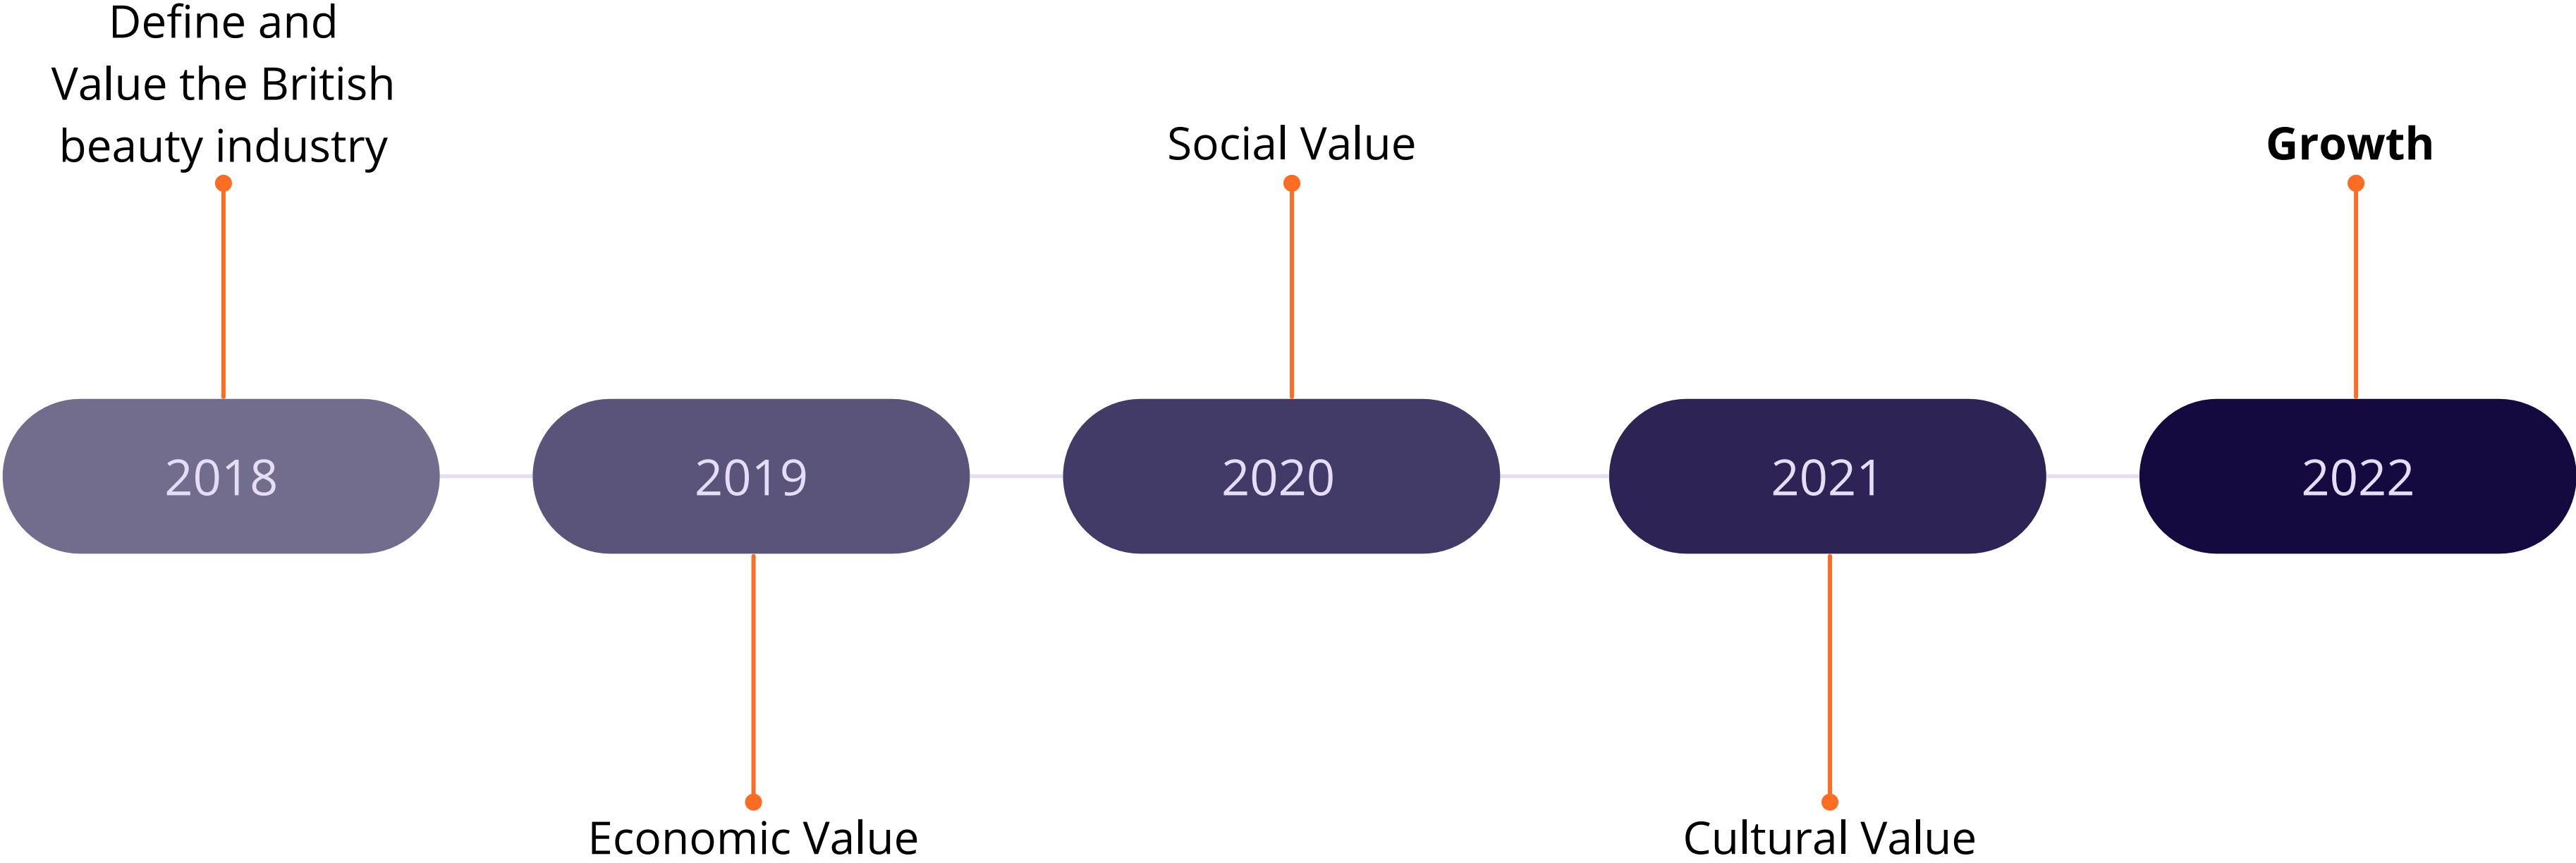 Define and
Value the British
beauty industry
Social Value
Growth
2018
2019
2020
2021
2022
Economic Value
Cultural Value